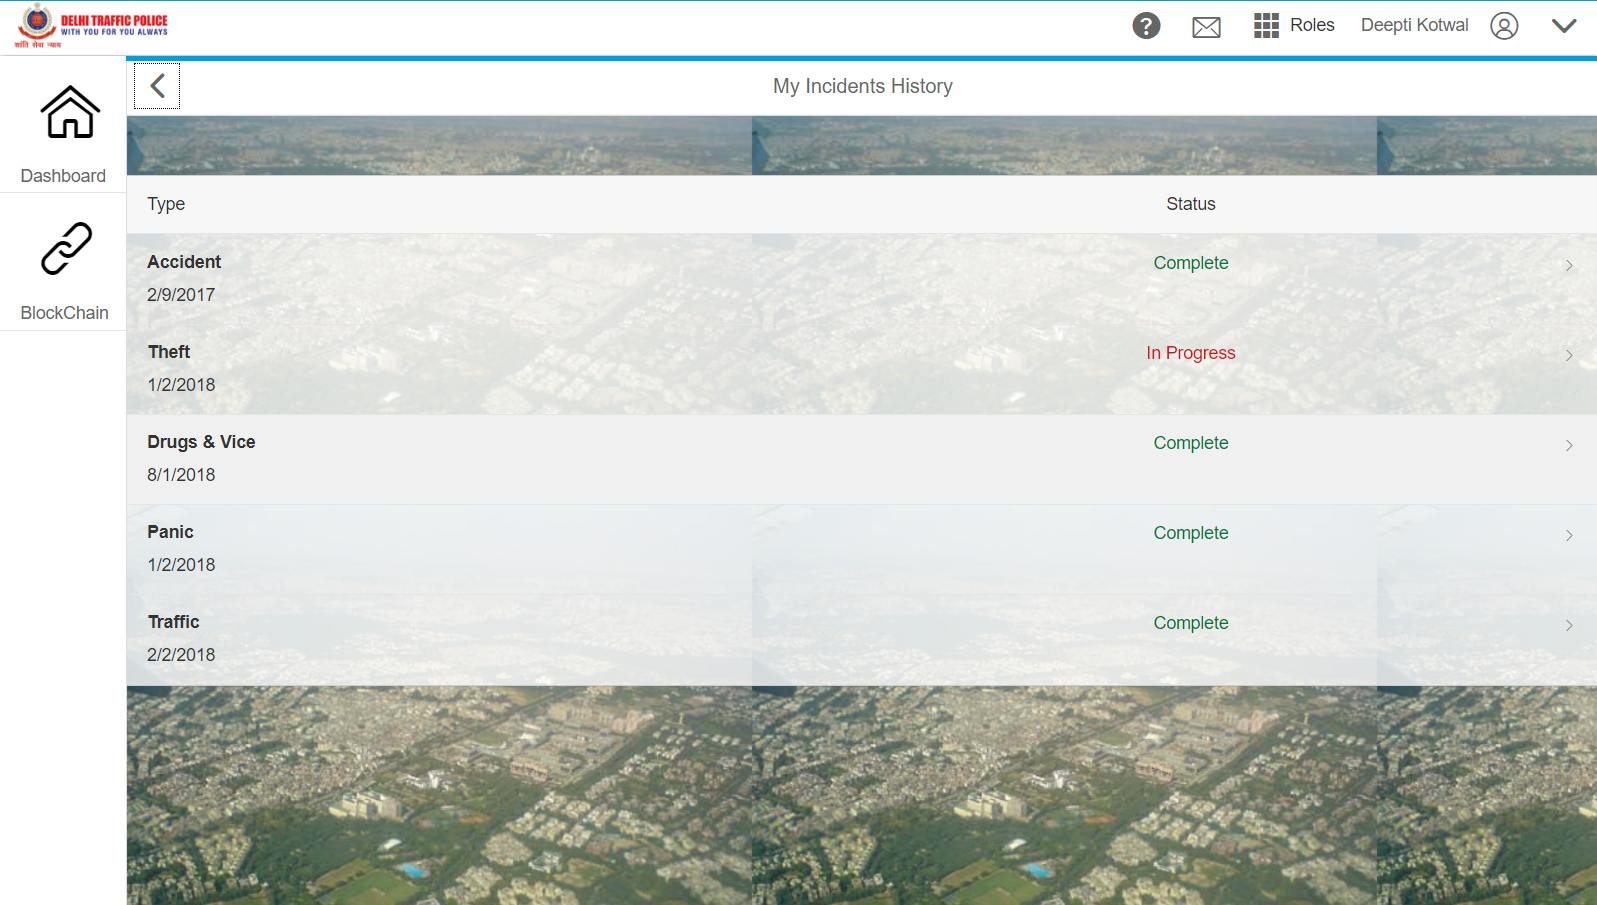 DELHI TRAFFIC POLICE
WITH YOU FOR YOU ALWAYS
शांति सेवा न्याय
? Roles Deepti Kotwal
My Incidents History
Dashboard
BlockChain
Type Status
Accident Complete
2/9/2017
Theft In Progress
1/2/2018
Drugs & Vice Complete
8/1/2018
Panic Complete
1/2/2018
Traffic Complete
2/2/2018